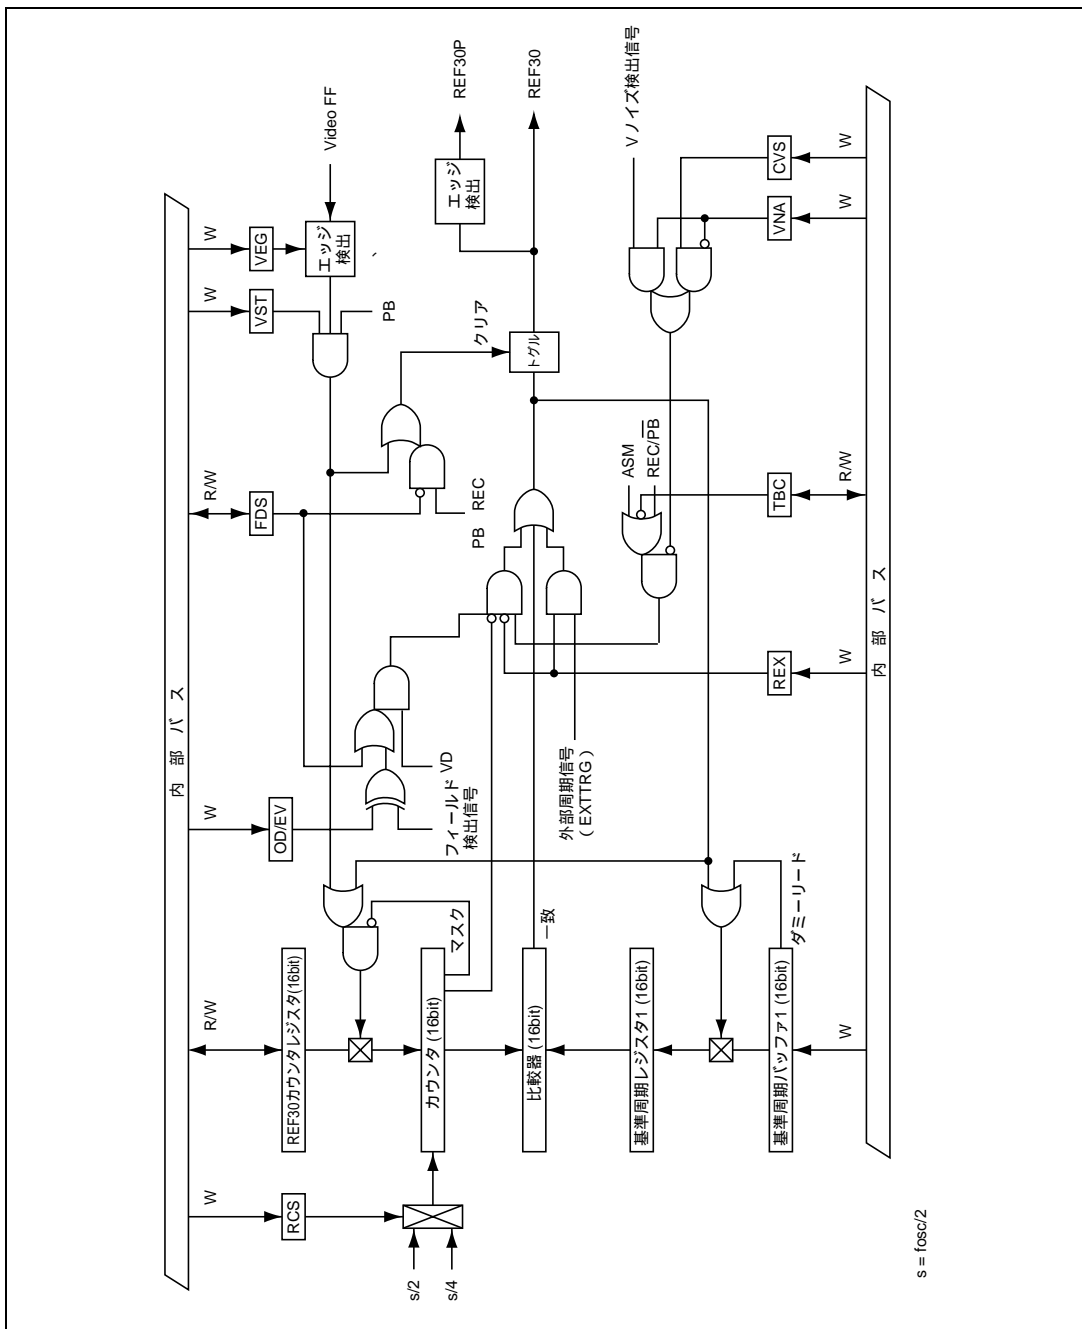 内部バス
W
RCS
s/2
s/4
R/W
REF30カウンタレジスタ(16bit)
カウンタ (16bit)
マスク
比較器 (16bit)
一致
基準周期レジスタ1 (16bit)
基準周期バッファ1 (16bit)
ダミーリード
W
W
OD/EV
フィールド
検出信号
VD
R/W
FDS
PB
REC
W
VST
PB
W
VEG
エッジ
検出
、
Video FF
クリア
トグル
エッジ
検出
REF30P
REF30
外部周期信号
( EXTTRG )
REX
W
ASM
REC/PB
TBC
R/W
Vノイズ検出信号
VNA
W
CVS
W
内部バス
s = fosc/2